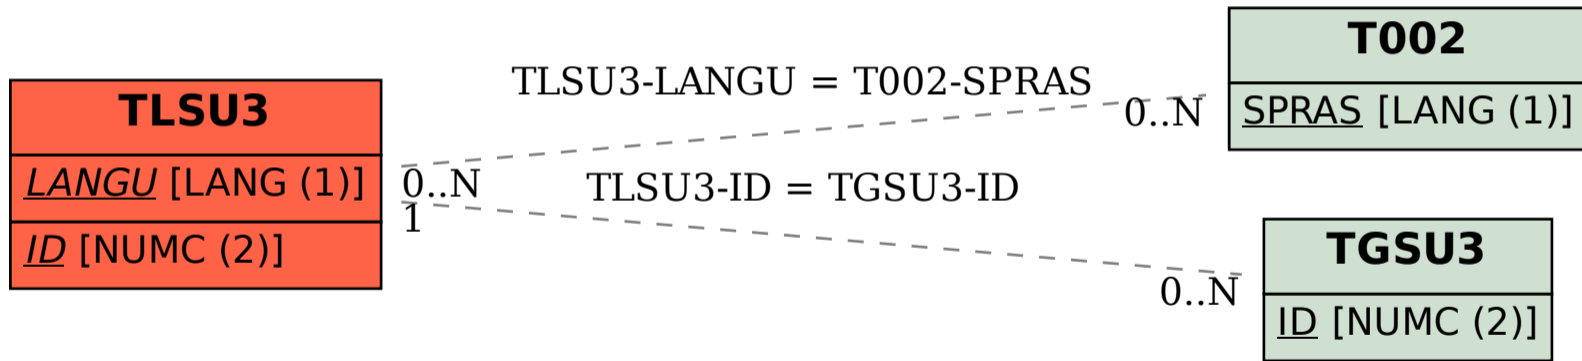 TLSU3
LANGU [LANG (1)]
ID [NUMC (2)]
TLSU3-LANGU = T002-SPRAS
0..N
0..N
TLSU3-ID = TGSU3-ID
1
0..N
T002
SPRAS [LANG (1)]
TGSU3
ID [NUMC (2)]